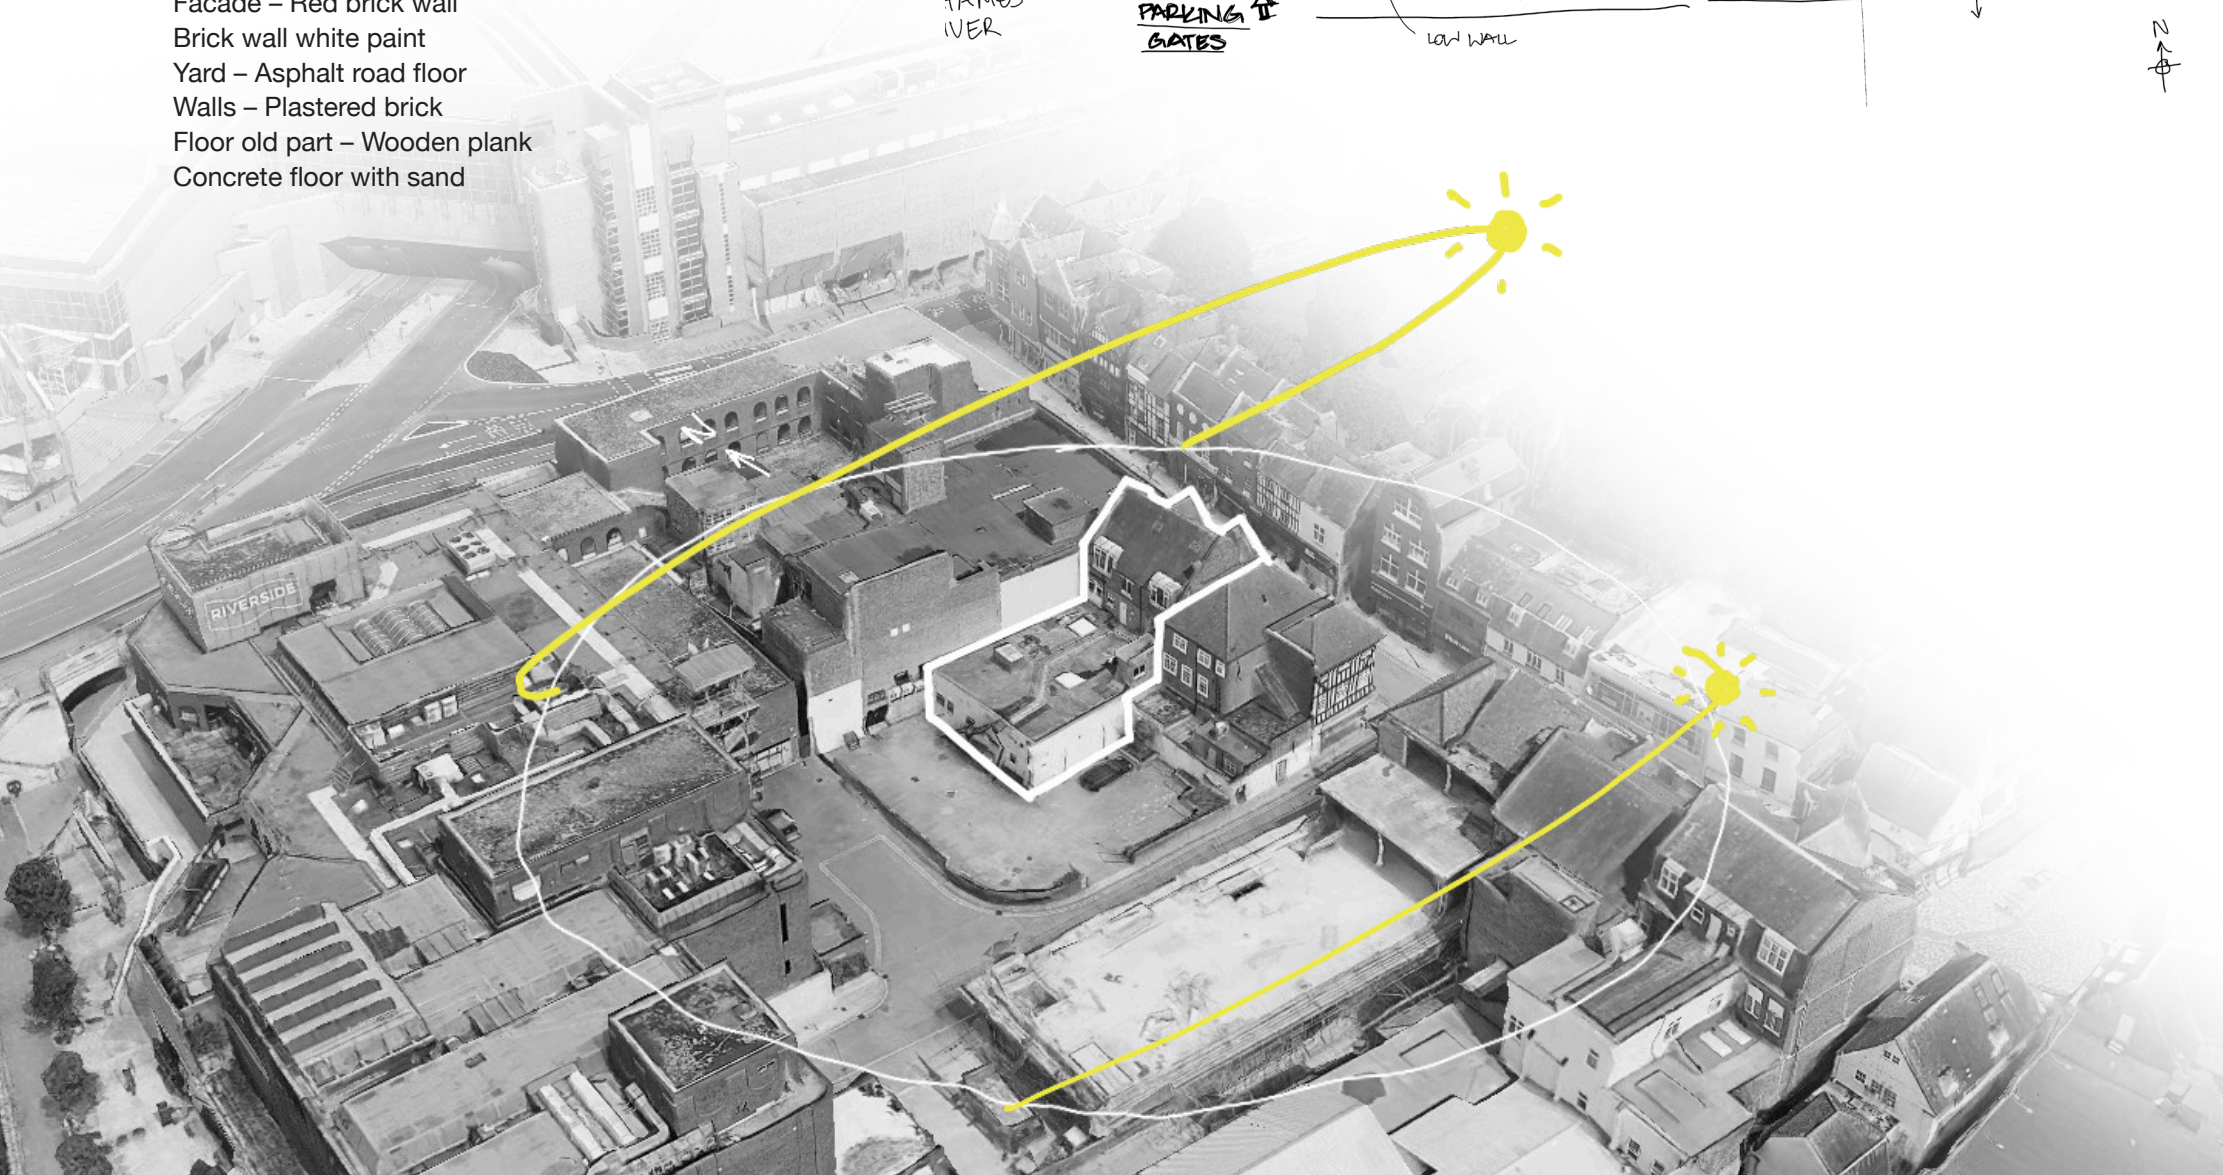 Facade – Red brick wall
Brick wall white paint
Yard – Asphalt road floor
Walls – Plastered brick
Floor old part – Wooden plank
Concrete floor with sand
PARKING
GATES
LOW WALL
N
N
RIVERSIDE